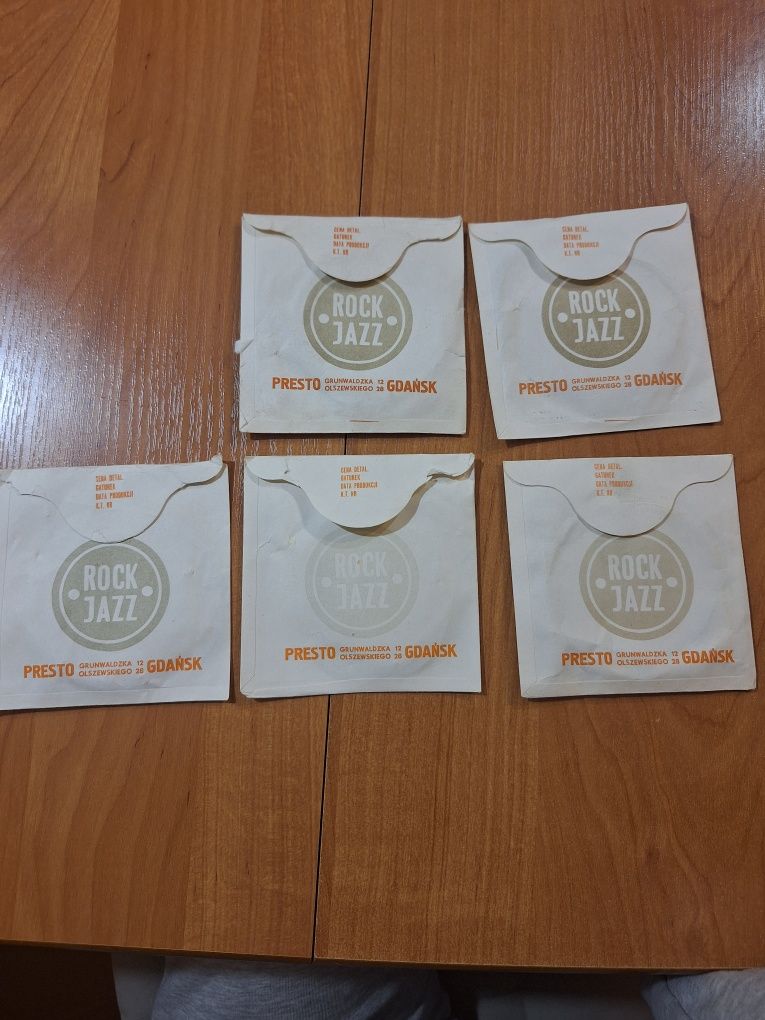 CENA DETAL.
GATUNEK
DATA PRODUKCJI
K.T. NR
ROCK
JAZZ
PRESTO GRUNWALDZKA 12 GDAŃSK
OLSZEWSKIEGO 28
CENA DETAL.
GATUNEK
DATA PRODUKCJI
K.T. NR
ROCK
JAZZ
PRESTO GRUNWALDZKA 12 GDAŃSK
OLSZEWSKIEGO 28
CENA DETAL.
GATUNEK
DATA PRODUKCJI
K.T. NR
ROCK
JAZZ
PRESTO GRUNWALDZKA 12 GDAŃSK
OLSZEWSKIEGO 28
CENA DETAL.
GATUNEK
DATA PRODUKCJI
K.T. NR
ROCK
JAZZ
PRESTO GRUNWALDZKA 12 GDAŃSK
OLSZEWSKIEGO 28
CENA DETAL.
GATUNEK
DATA PRODUKCJI
K.T. NR
ROCK
JAZZ
PRESTO GRUNWALDZKA 12 GDAŃSK
OLSZEWSKIEGO 28